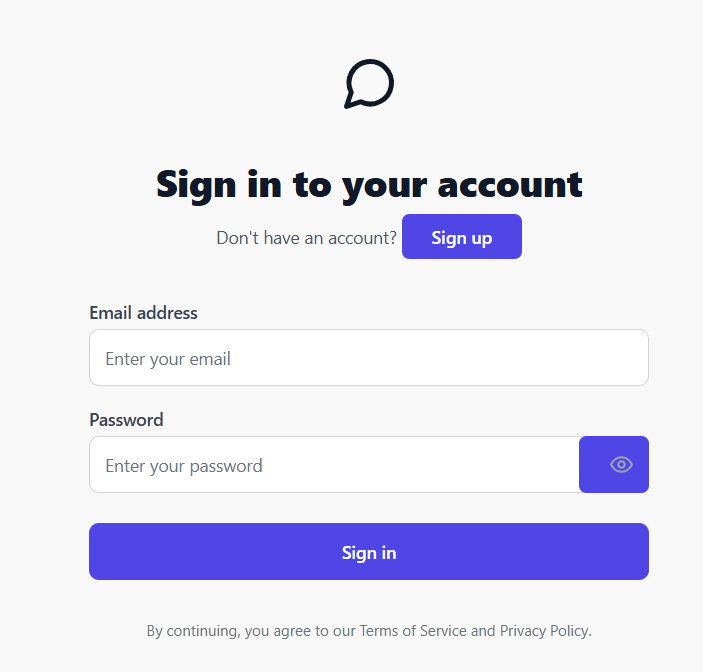 Sign in to your account
Don't have an account? Sign up
Email address
Enter your email
Password
Enter your password
Sign in
By continuing, you agree to our Terms of Service and Privacy Policy.